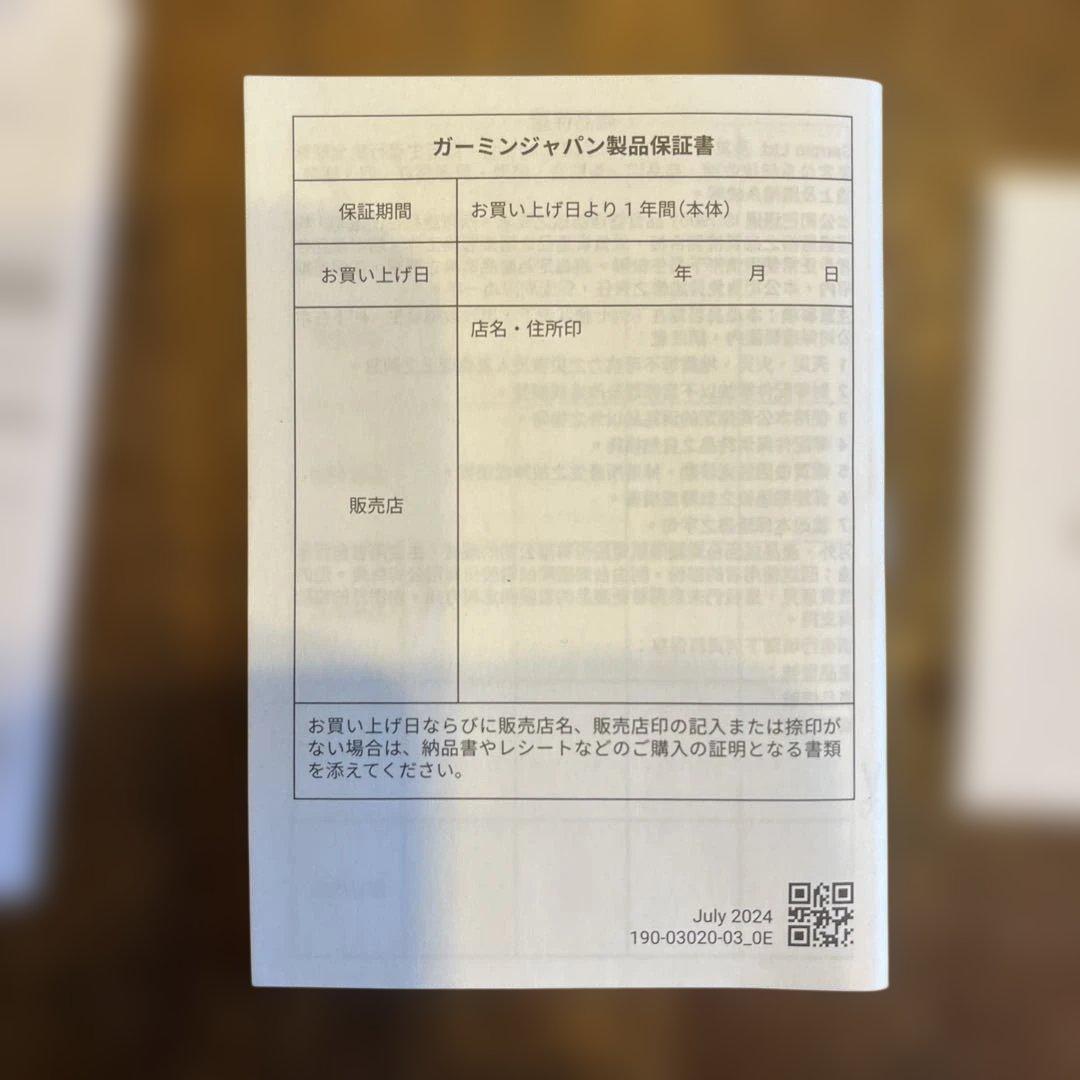 ガーミンジャパン製品保証書
保証期間
お買い上げ日より1年間(本体)
お買い上げ日
年 月 日
販売店
店名・住所印
お買い上げ日ならびに販売店名、販売店印の記入または捺印が
ない場合は、納品書やレシートなどのご購入の証明となる書類
を添えてください。
July 2024
190-03020-03_0E